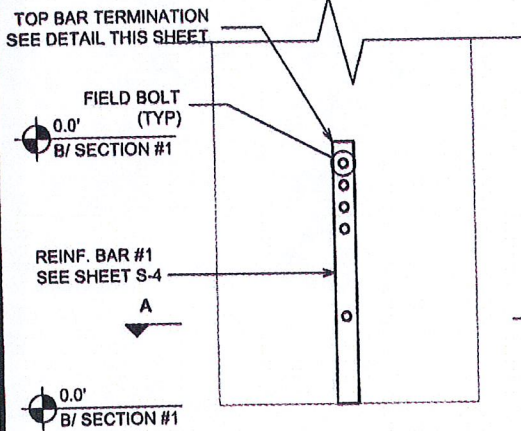 TOP BAR TERMINATION
SEE DETAIL THIS SHEET
FIELD BOLT
(TYP)
0.0'
B/ SECTION #1
REINF. BAR #1
SEE SHEET S-4
A
0.0'
B/ SECTION #1